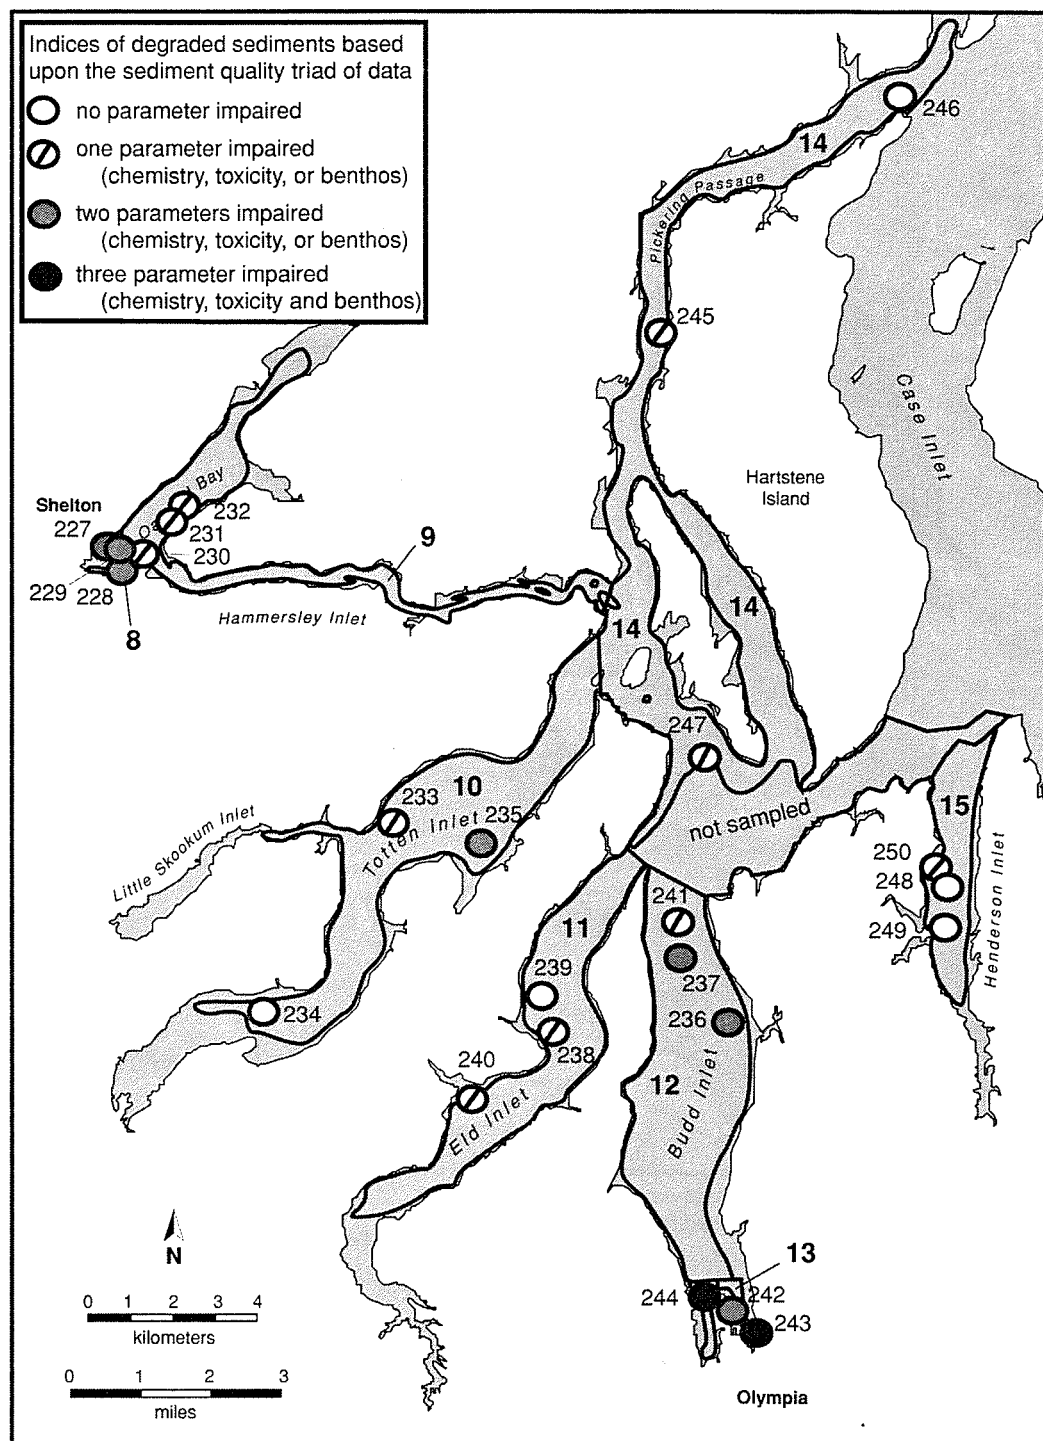 Indices of degraded sediments based
upon the sediment quality triad of data
no parameter impaired
one parameter impaired
(chemistry, toxicity, or benthos)
two parameters impaired
(chemistry, toxicity, or benthos)
three parameter impaired
(chemistry, toxicity and benthos)
246
14
Pickering Passage
245
Case Inlet
Hartstene
Island
Bay
Shelton
227
232
231
230
229
228
8
9
Hammersley Inlet
14
14
247
10
233
235
Totten Inlet
not sampled
15
Little Skookum Inlet
250
248
249
Henderson Inlet
241
11
239
237
234
236
238
240
12
Eld Inlet
Budd Inlet
N
13
244
242
243
0 1 2 3 4
kilometers
0 1 2 3
miles
Olympia